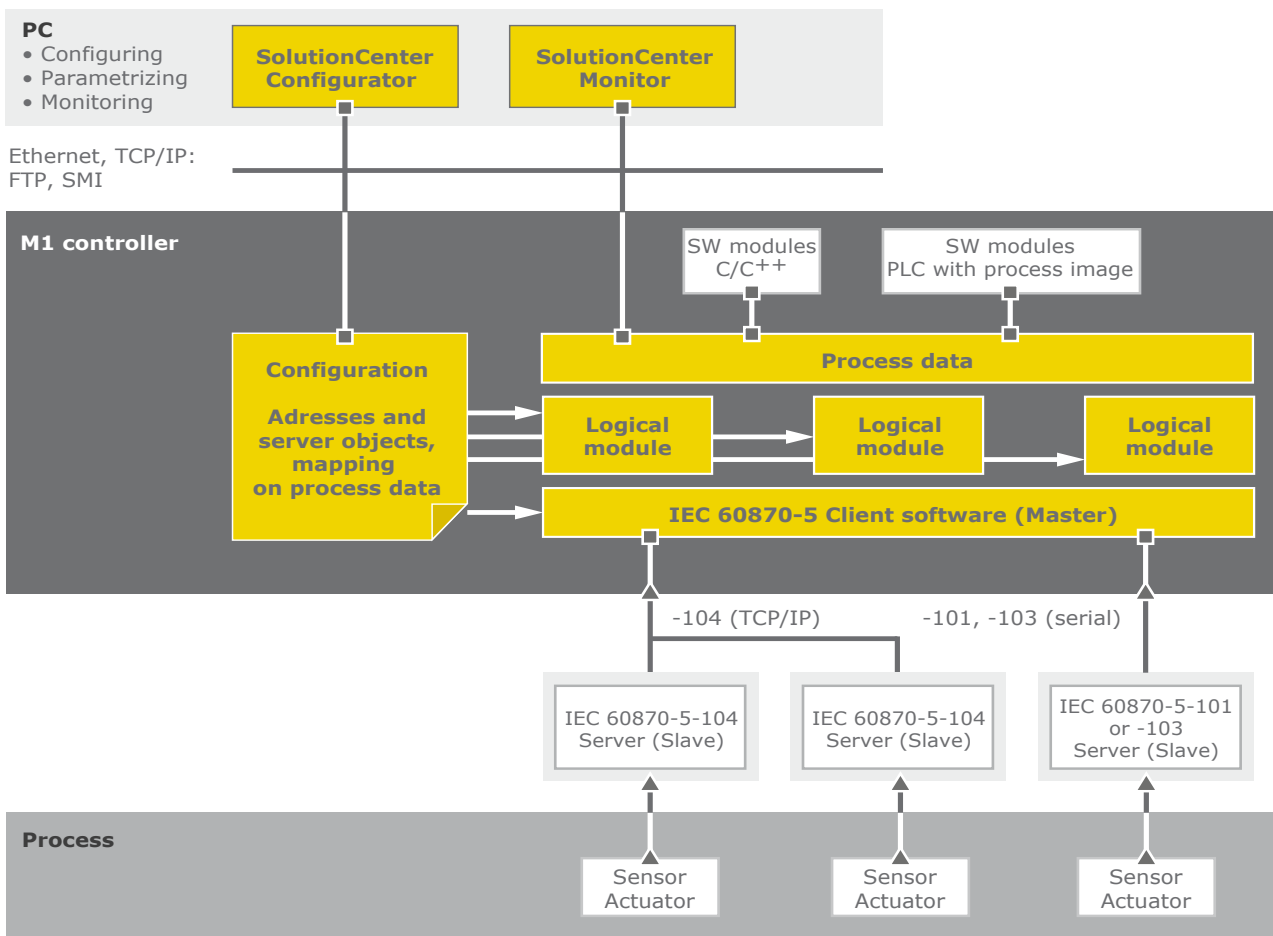 PC
• Configuring
• Parametrizing
• Monitoring
SolutionCenter
Configurator
SolutionCenter
Monitor
Ethernet, TCP/IP:
FTP, SMI
M1 controller
SW modules
C/C++
SW modules
PLC with process image
Configuration
Adresses and
server objects,
mapping
on process data
Process data
Logical
module
Logical
module
Logical
module
IEC 60870-5 Client software (Master)
-104 (TCP/IP)
-101, -103 (serial)
IEC 60870-5-104
Server (Slave)
IEC 60870-5-104
Server (Slave)
IEC 60870-5-101
or -103
Server (Slave)
Process
Sensor
Actuator
Sensor
Actuator
Sensor
Actuator